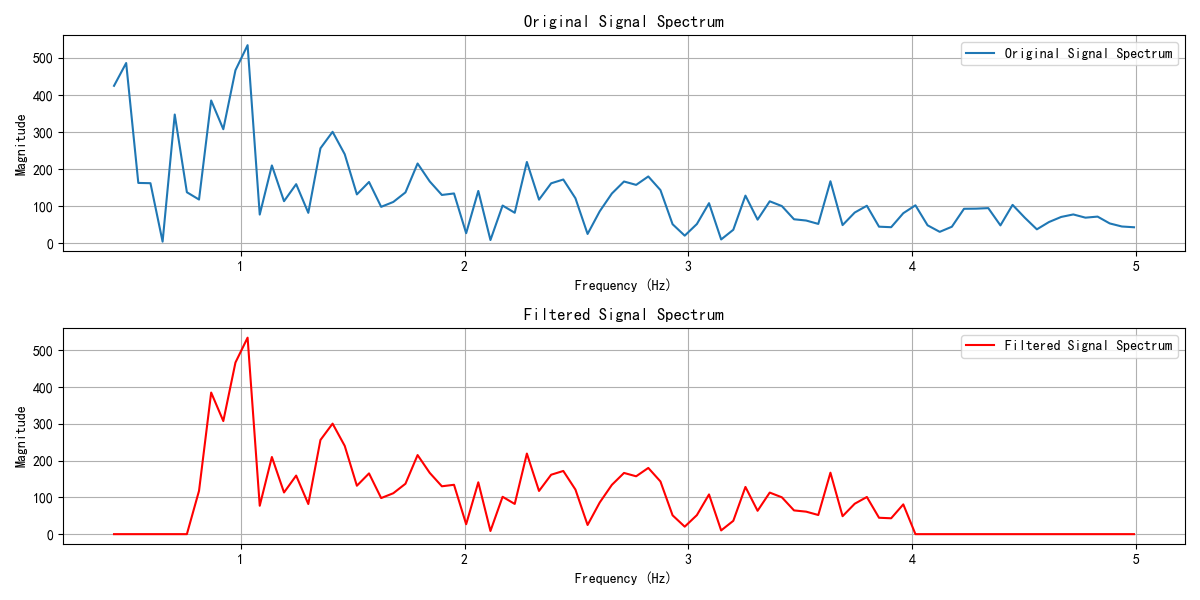 Original Signal Spectrum
Original Signal Spectrum
Magnitude
500
400
300
200
100
0
1 2 3 4 5
Frequency (Hz)
Filtered Signal Spectrum
Filtered Signal Spectrum
Magnitude
500
400
300
200
100
0
1 2 3 4 5
Frequency (Hz)